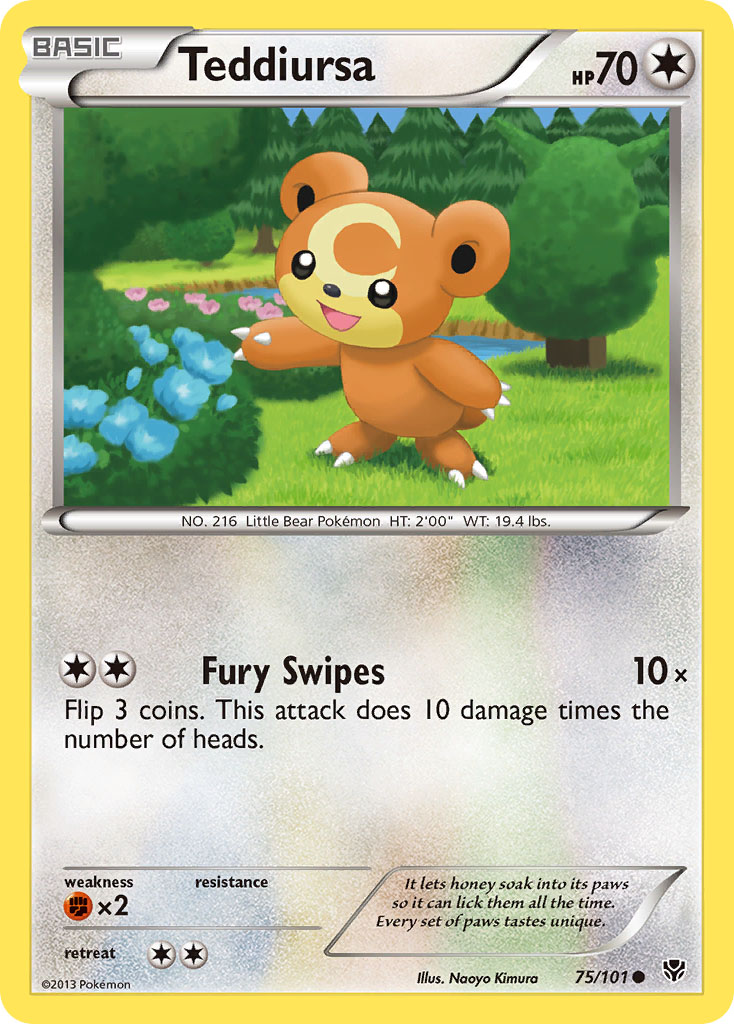 BASIC
Teddiursa
HP70
NO. 216 Little Bear Pokémon HT: 2'00" WT: 19.4 lbs.
Fury Swipes 10×
Flip 3 coins. This attack does 10 damage times the
number of heads.
weakness resistance
×2
It lets honey soak into its paws
so it can lick them all the time.
Every set of paws tastes unique.
retreat
©2013 Pokémon
Illus. Naoyo Kimura 75/101